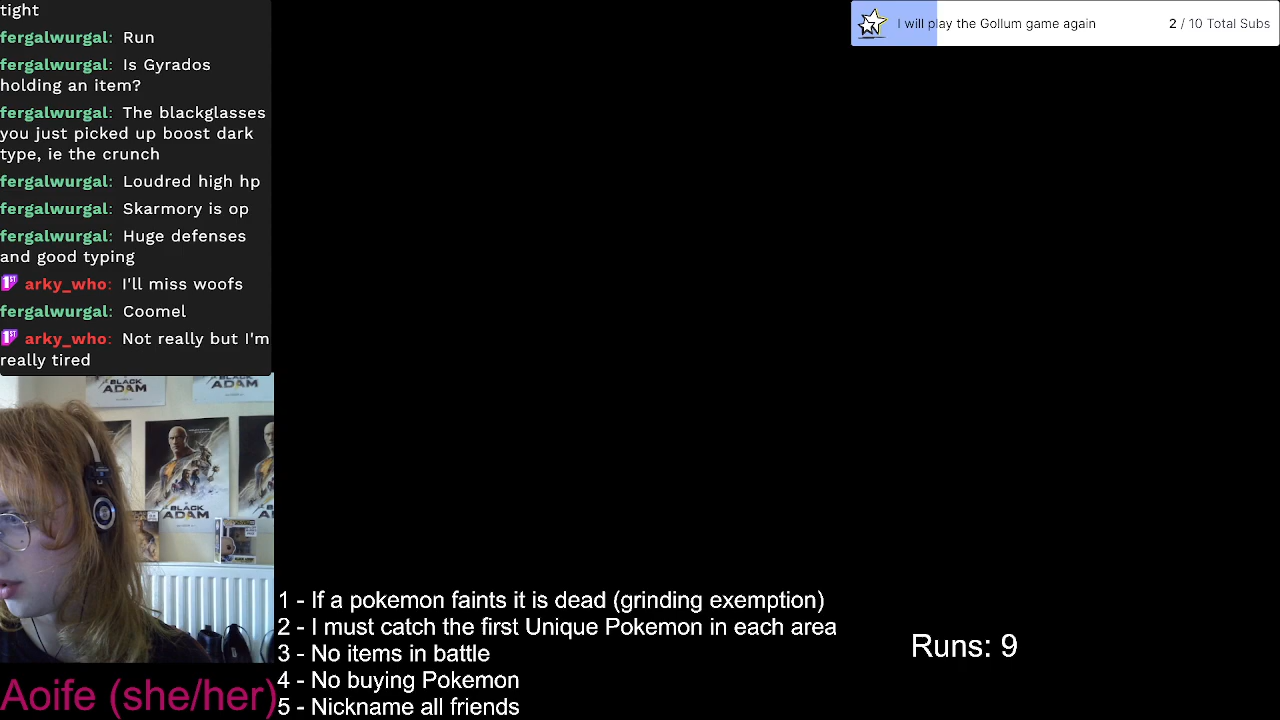 tight
fergalwurgal: Run
fergalwurgal: Is Gyrados
holding an item?
fergalwurgal: The blackglasses
you just picked up boost dark
type, ie the crunch
fergalwurgal: Loudred high hp
fergalwurgal: Skarmory is op
fergalwurgal: Huge defenses
and good typing
1ST arky_who: I'll miss woofs
fergalwurgal: Coomel
1ST arky_who: Not really but I'm
really tired
I will play the Gollum game again
2 / 10 Total Subs
BLACK
ADAM
BLACK
ADAM
1 - If a pokemon faints it is dead (grinding exemption)
2 - I must catch the first Unique Pokemon in each area
3 - No items in battle
4 - No buying Pokemon
5 - Nickname all friends
Runs: 9
Aoife (she/her)